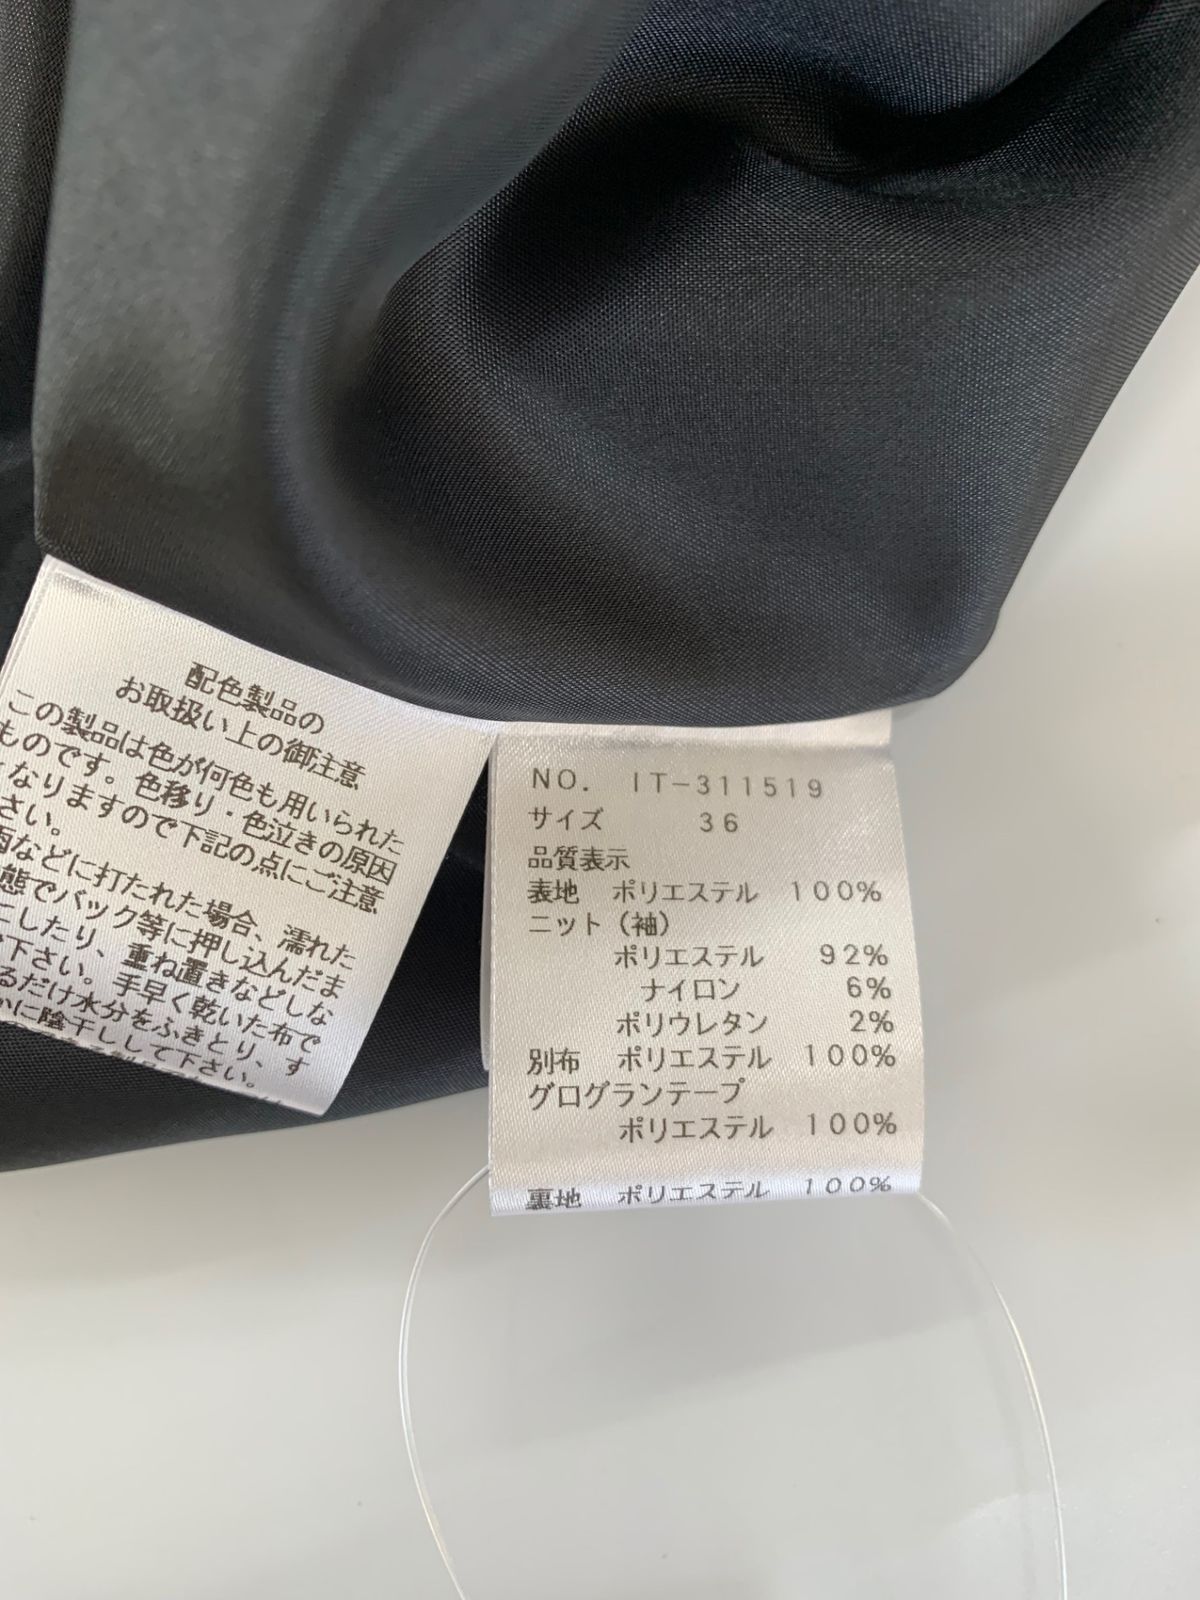 配色製品の
お取扱い上の御注意
この製品は色が何色も用いられた
ものです。色移り・色泣きの原因
なりますので下記の点にご注意
さい。
などに打たれた場合、濡れた
態でバック等に押し込んだま
にしたり、重ね置きなどしな
下さい。手早く乾いた布で
るだけ水分をふきとり、す
かに陰干しして下さい。
NO. IT-311519
サイズ 36
品質表示
表地 ポリエステル 100%
ニット(袖)
ポリエステル 92%
ナイロン 6%
ポリウレタン 2%
別布 ポリエステル 100%
グログランテープ
ポリエステル 100%
裏地 ポリエステル 100%